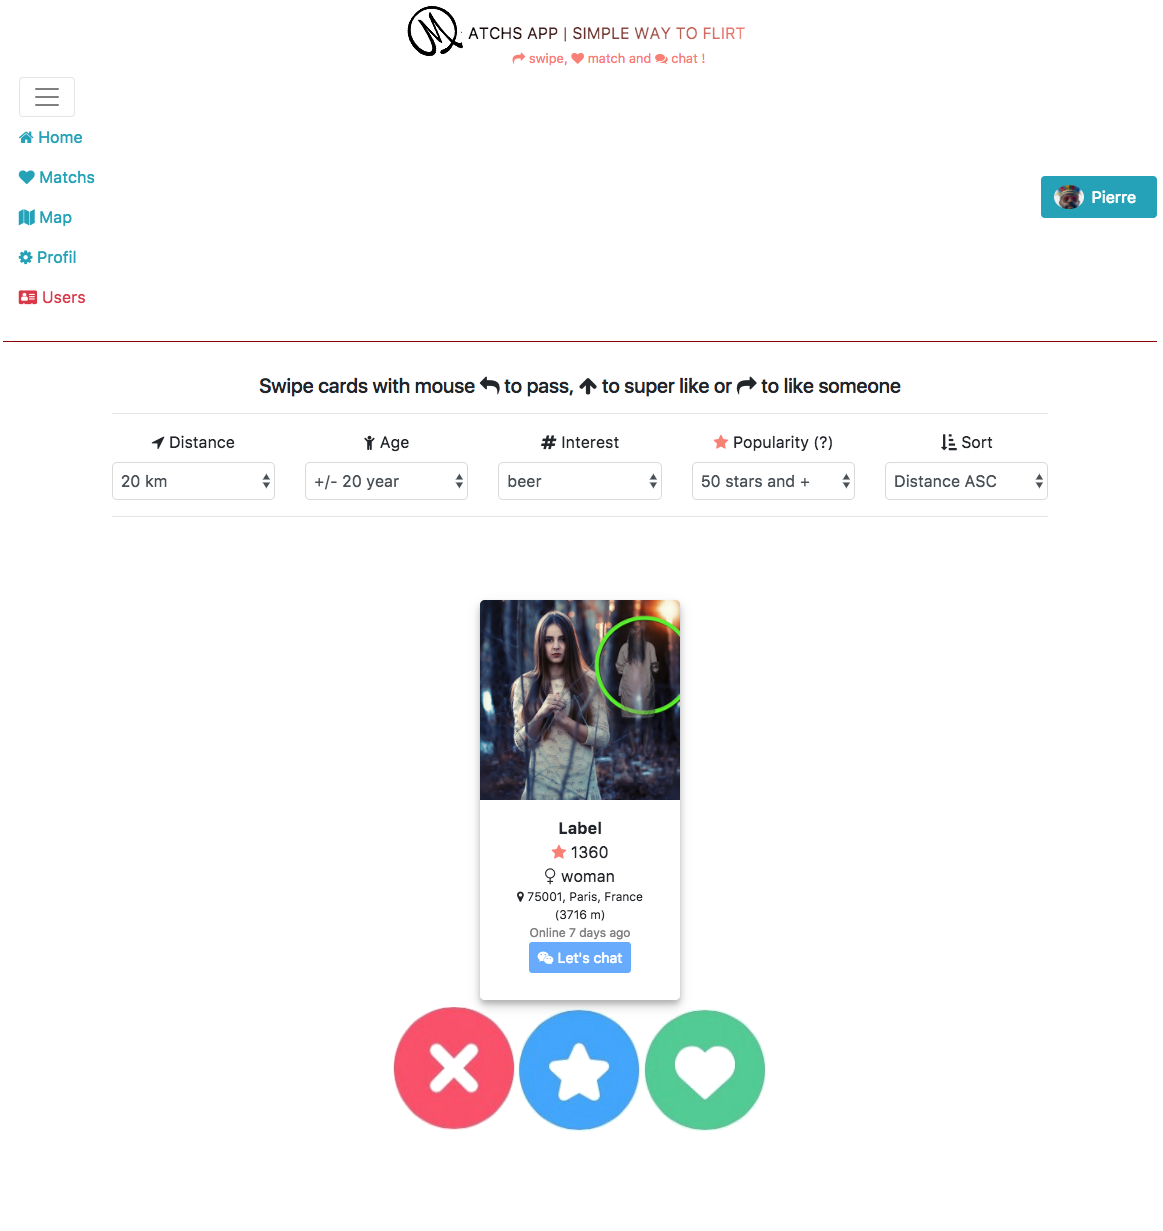 MATCHS APP | SIMPLE WAY TO FLIRT
swipe, match and chat !
Home
Matchs
Map
Profil
Users
Pierre
Swipe cards with mouse to pass, to super like or to like someone
Distance Age Interest Popularity (?) Sort
20 km +/- 20 year beer 50 stars and + Distance ASC
Label
1360
woman
75001, Paris, France
(3716 m)
Online 7 days ago
Let's chat